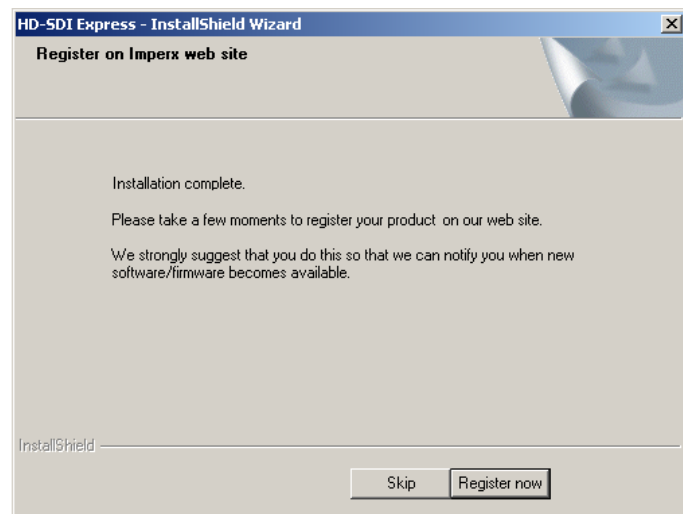 HD-SDI Express - InstallShield Wizard
Register on Imperx web site
Installation complete.
Please take a few moments to register your product on our web site.
We strongly suggest that you do this so that we can notify you when new
software/firmware becomes available.
InstallShield
Skip
Register now